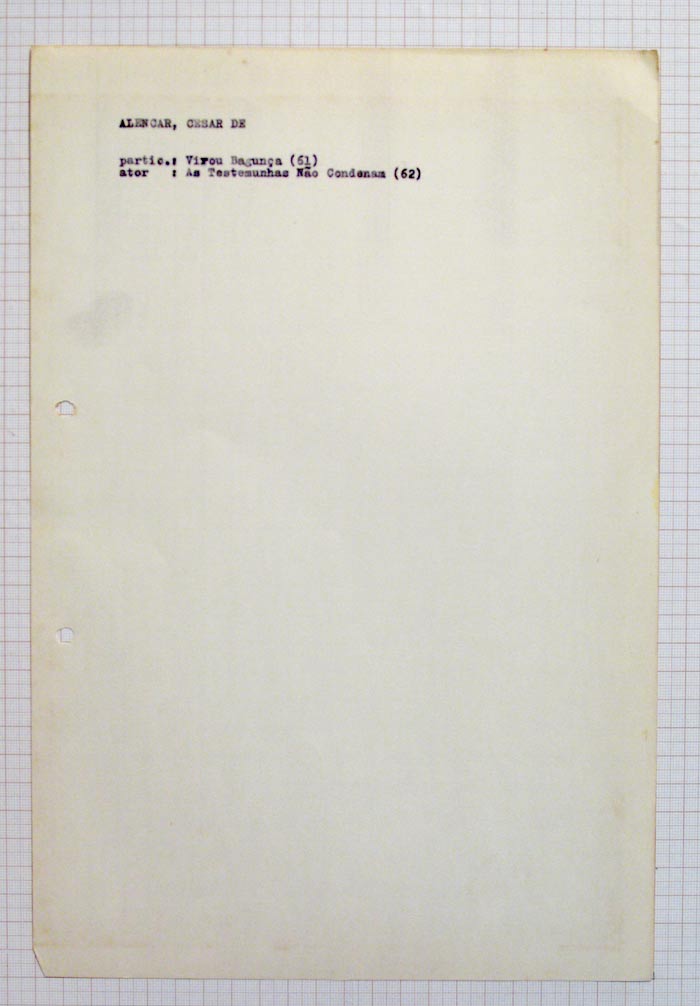 ALENCAR, CESAR DE
partic.: Virou Bagunça (61)
ator : As Testemunhas Não Condenam (62)